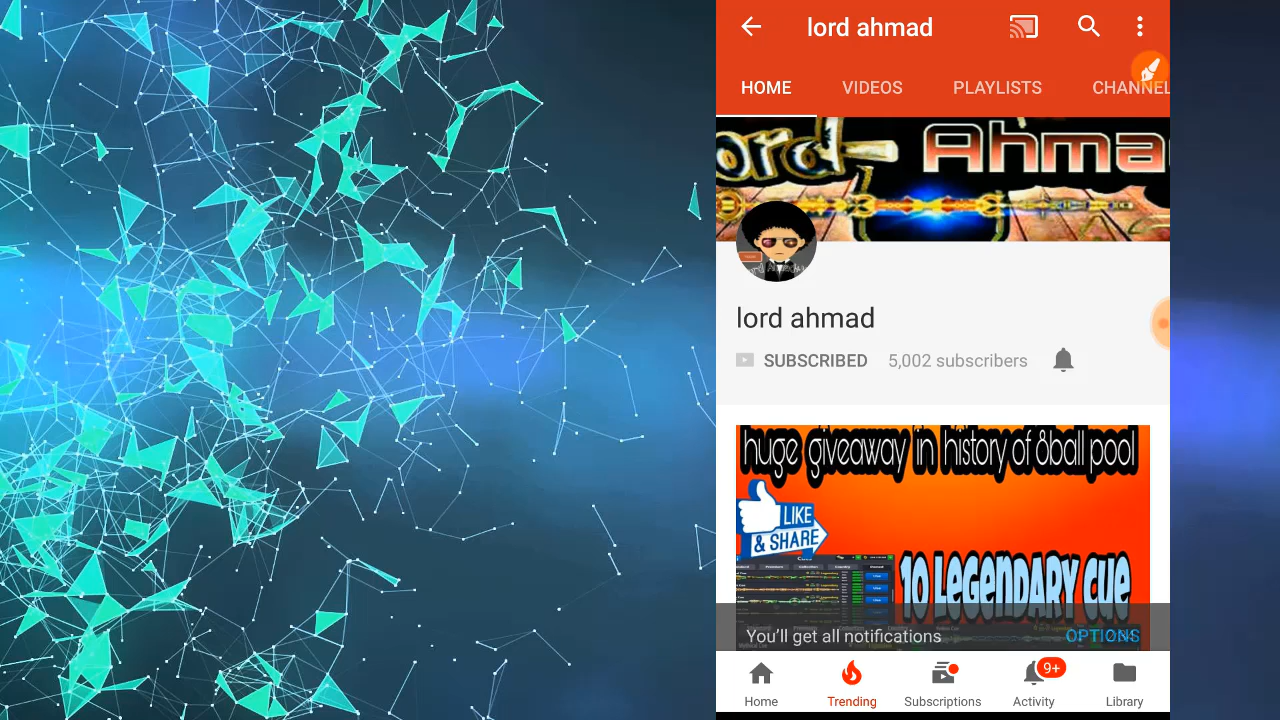 lord ahmad
HOME VIDEOS PLAYLISTS CHANNEL
ord- Ahma
lord ahmad
SUBSCRIBED 5,002 subscribers
huge giveaway in history of 8ball pool
LIKE
& SHARE
10 LEGENDARY CUE
You'll get all notifications OPTIONS
9+
Home Trending Subscriptions Activity Library